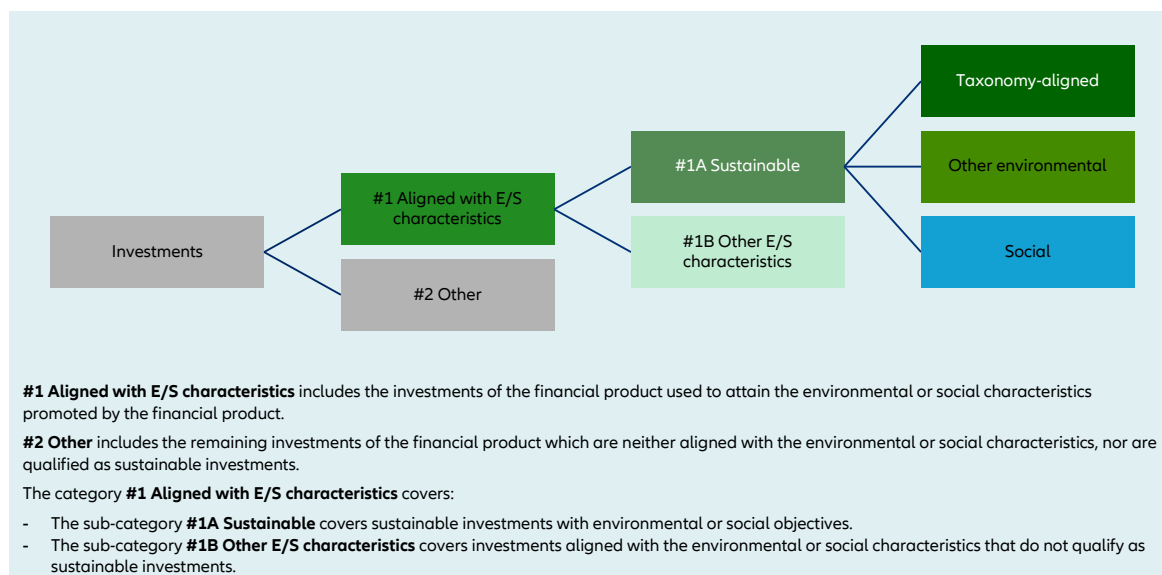 Taxonomy-aligned
#1A Sustainable
Other environmental
#1 Aligned with E/S
characteristics
Investments
#1B Other E/S
characteristics
Social
#2 Other
#1 Aligned with E/S characteristics includes the investments of the financial product used to attain the environmental or social characteristics
promoted by the financial product.
#2 Other includes the remaining investments of the financial product which are neither aligned with the environmental or social characteristics, nor are
qualified as sustainable investments.
The category #1 Aligned with E/S characteristics covers:
- The sub-category #1A Sustainable covers sustainable investments with environmental or social objectives.
- The sub-category #1B Other E/S characteristics covers investments aligned with the environmental or social characteristics that do not qualify as
sustainable investments.